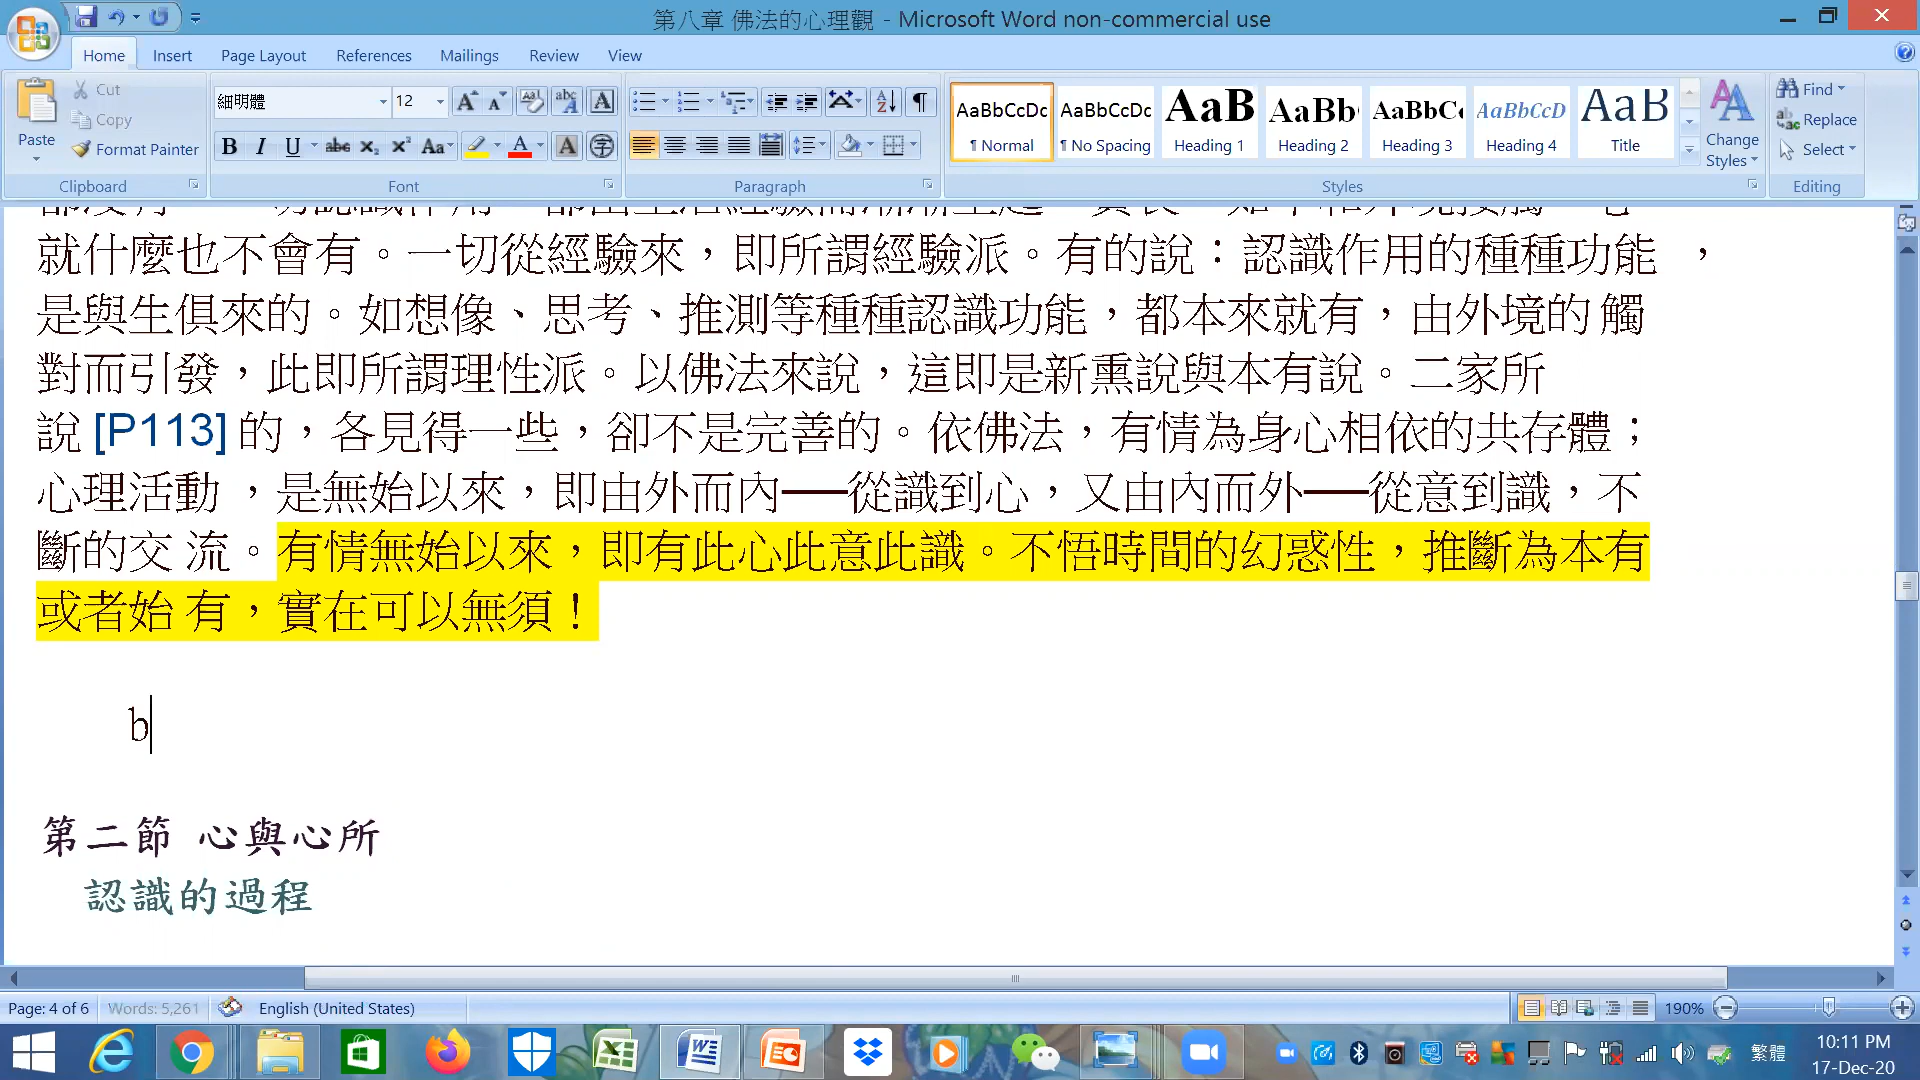 第八章 佛法的心理觀 - Microsoft Word non-commercial use
Home Insert Page Layout References Mailings Review View
Paste
Cut
Copy
Format Painter
Clipboard
細明體 12
Font
Paragraph
AaBbCcDc AaBbCcDc AaB AaBb AaBbC AaBbCcD AaB
¶ Normal ¶ No Spacing Heading 1 Heading 2 Heading 3 Heading 4 Title
Styles
Change Styles
Find
Replace
Select
Editing
就什麼也不會有。一切從經驗來，即所謂經驗派。有的說：認識作用的種種功能 ，
是與生俱來的。如想像、思考、推測等種種認識功能，都本來就有，由外境的 觸
對而引發，此即所謂理性派。以佛法來說，這即是新熏說與本有說。二家所
說 [P113] 的，各見得一些，卻不是完善的。依佛法，有情為身心相依的共存體；
心理活動 ，是無始以來，即由外而內──從識到心，又由內而外──從意到識，不
斷的交 流。有情無始以來，即有此心此意此識。不悟時間的幻惑性，推斷為本有
或者始 有，實在可以無須！
b
第二節 心與心所
認識的過程
Page: 4 of 6 Words: 5,261 English (United States) 190%
繁體
10:11 PM
17-Dec-20